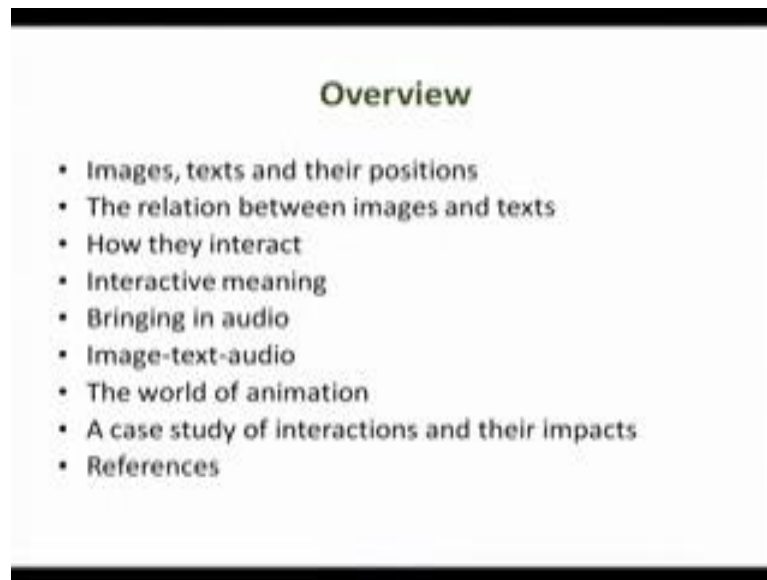 Overview
• Images, texts and their positions
• The relation between images and texts
• How they interact
• Interactive meaning
• Bringing in audio
• Image-text-audio
• The world of animation
• A case study of interactions and their impacts
• References